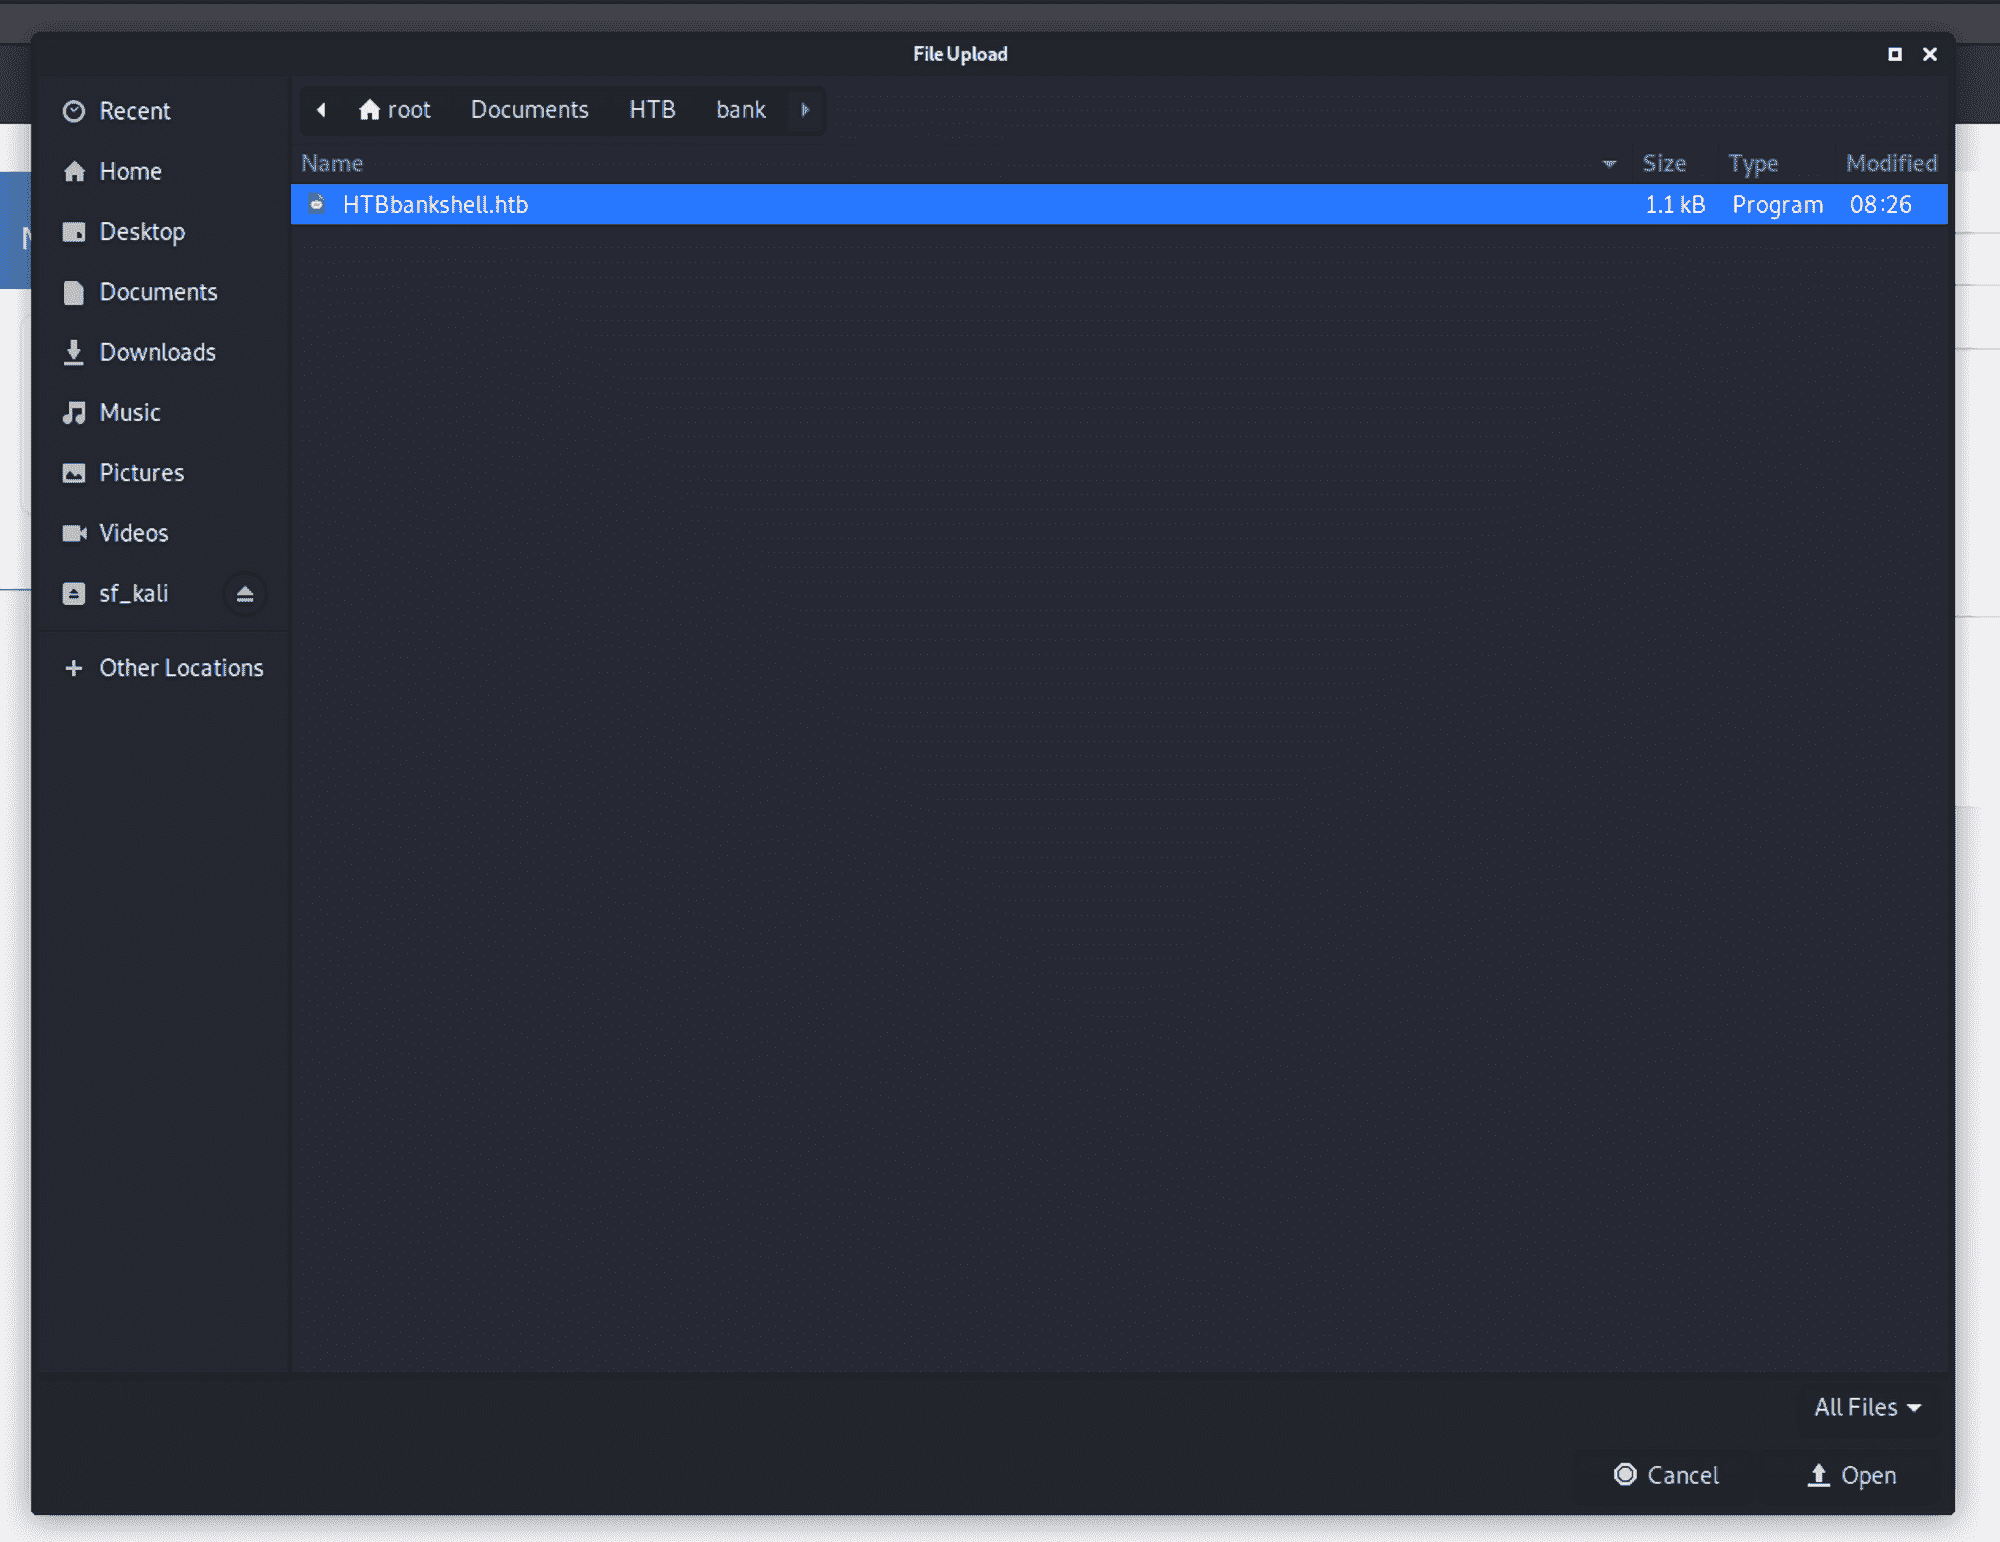 File Upload
Recent
Home
Desktop
Documents
Downloads
Music
Pictures
Videos
sf_kali
Other Locations
root Documents HTB bank
Name Size Type Modified
HTBbankshell.htb 1.1 kB Program 08:26
All Files
Cancel Open